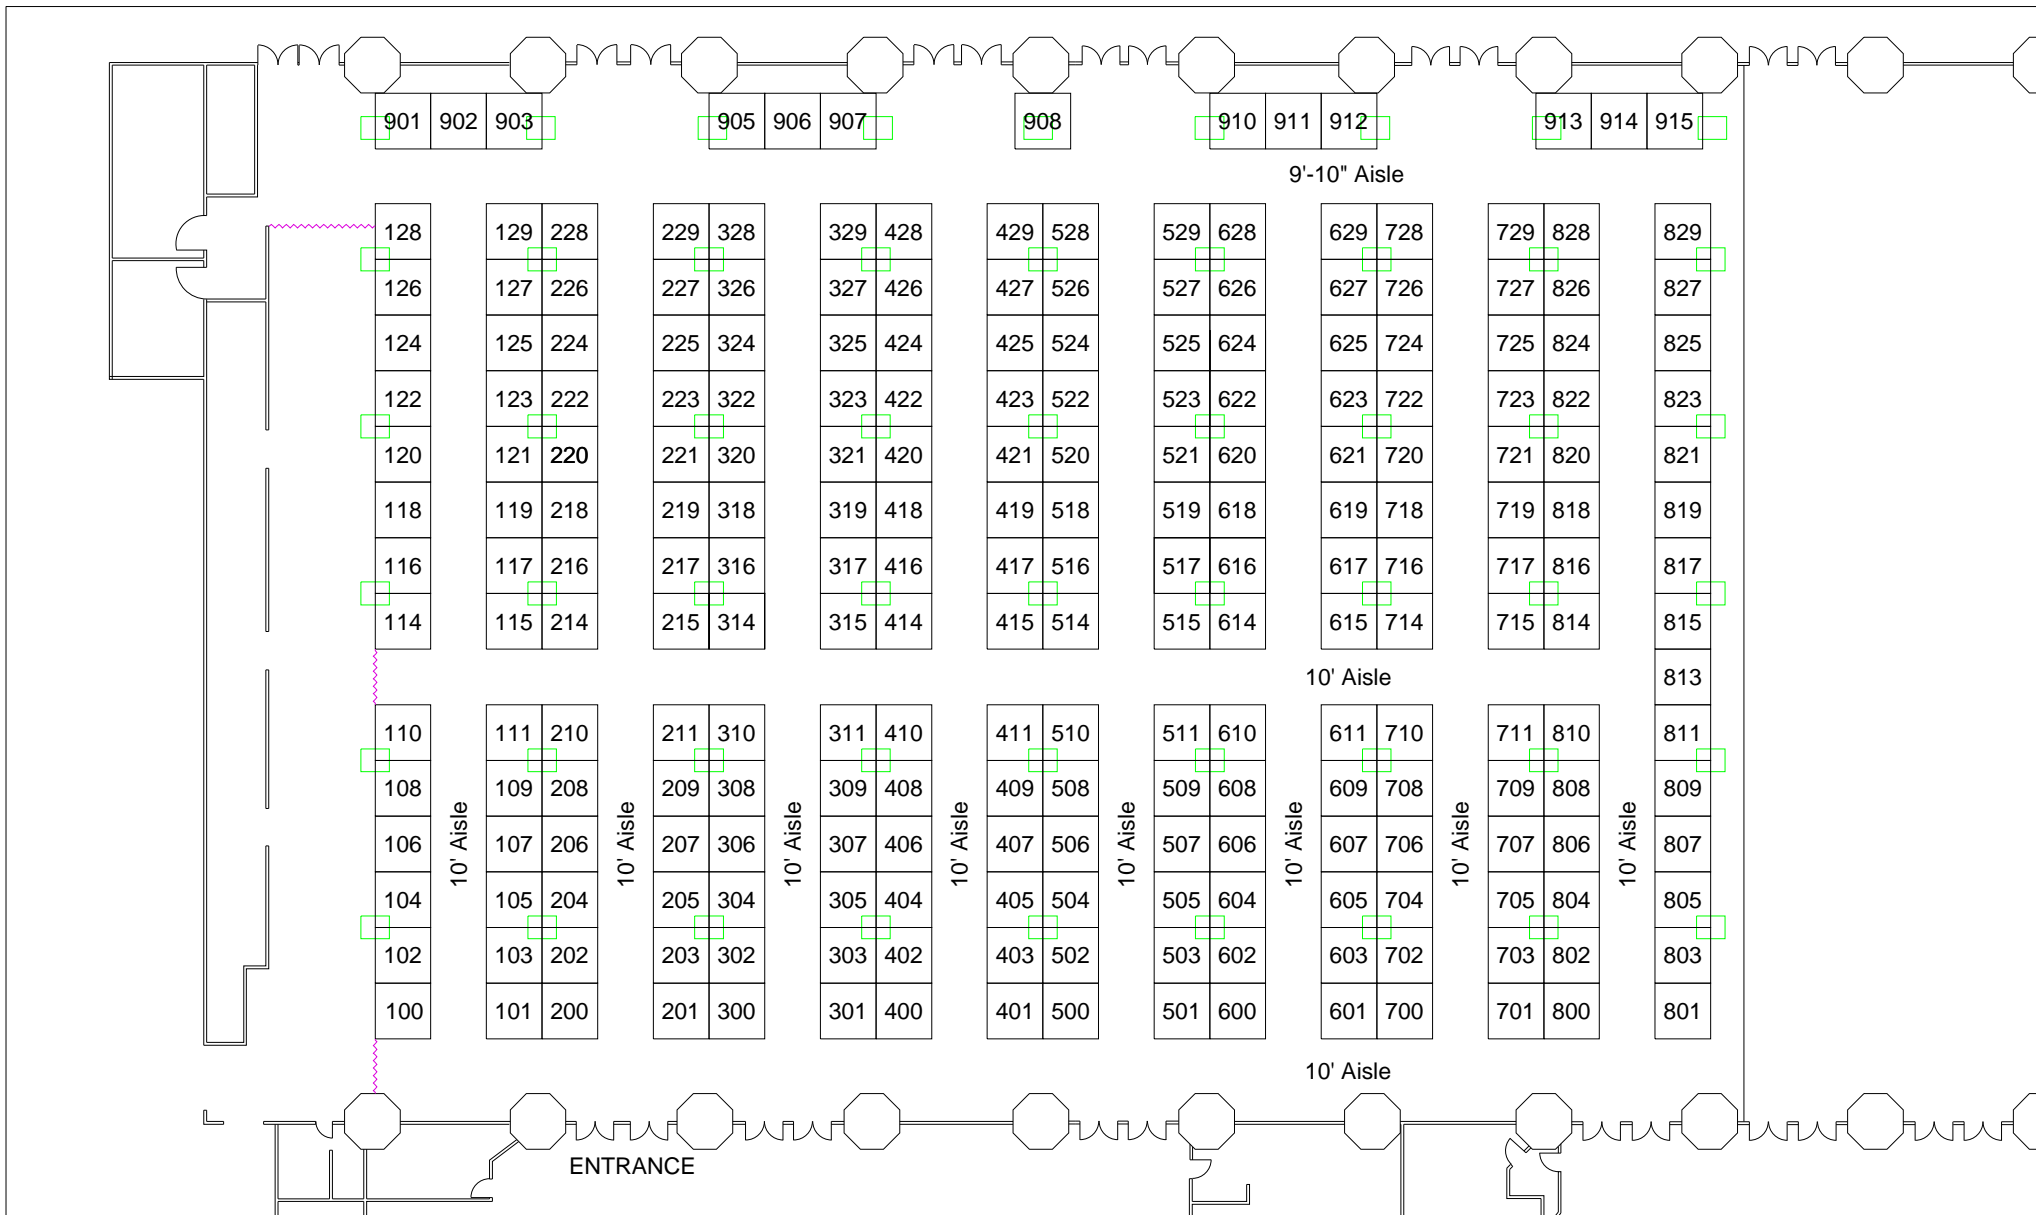 901 902 903 905 906 907 908 910 911 912 913 914 915
9'-10" Aisle
128 129 228 229 328 329 428 429 528 529 628 629 728 729 828 829
126 127 226 227 326 327 426 427 526 527 626 627 726 727 826 827
124 125 224 225 324 325 424 425 524 525 624 625 724 725 824 825
122 123 222 223 322 323 422 423 522 523 622 623 722 723 822 823
120 121 220 221 320 321 420 421 520 521 620 621 720 721 820 821
118 119 218 219 318 319 418 419 518 519 618 619 718 719 818 819
116 117 216 217 316 317 416 417 516 517 616 617 716 717 816 817
114 115 214 215 314 315 414 415 514 515 614 615 714 715 814 815
10' Aisle 813
110 111 210 211 310 311 410 411 510 511 610 611 710 711 810 811
108 109 208 209 308 309 408 409 508 509 608 609 708 709 808 809
10' Aisle 10' Aisle 10' Aisle 10' Aisle 10' Aisle 10' Aisle 10' Aisle 10' Aisle
106 107 206 207 306 307 406 407 506 507 606 607 706 707 806 807
104 105 204 205 304 305 404 405 504 505 604 605 704 705 804 805
102 103 202 203 302 303 402 403 502 503 602 603 702 703 802 803
100 101 200 201 300 301 400 401 500 501 600 601 700 701 800 801
10' Aisle
ENTRANCE